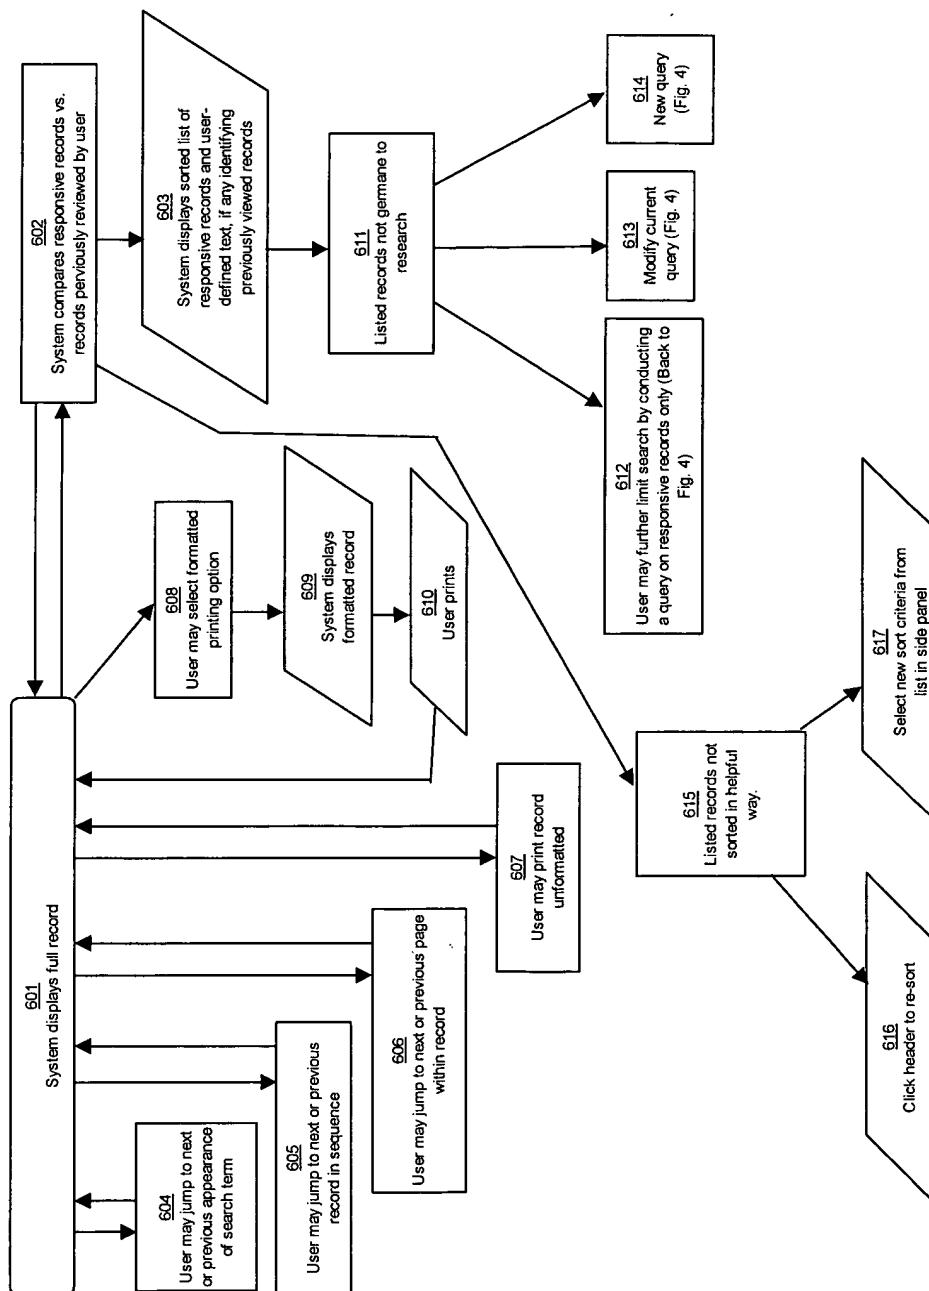 601
System displays full record
602
System compares responsive records vs.
records perviously reviewed by user
603
System displays sorted list of
responsive records and user-
defined text, if any identifying
previously viewed records
604
User may jump to next
or previous appearance
of search term
605
User may jump to next or previous
record in sequence
606
User may jump to next or previous page
within record
607
User may print record
unformatted
608
User may select formatted
printing option
609
System displays
formatted record
610
User prints
611
Listed records not germane to
research
612
User may further limit search by conducting
a query on responsive records only (Back to
Fig. 4)
613
Modify current
query (Fig. 4)
614
New query
(Fig. 4)
615
Listed records not
sorted in helpful
way.
616
Click header to re-sort
617
Select new sort criteria from
list in side panel